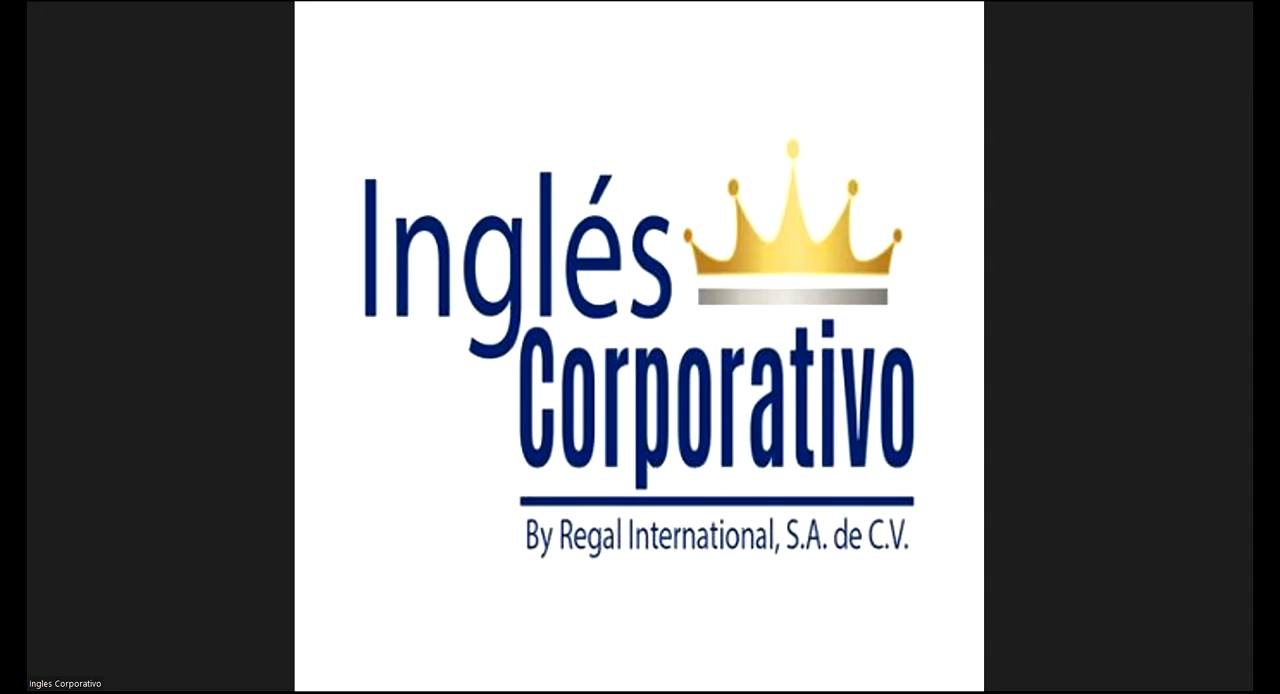 Inglés
Corporativo
By Regal International, S.A. de C.V.
Ingles Corporativo